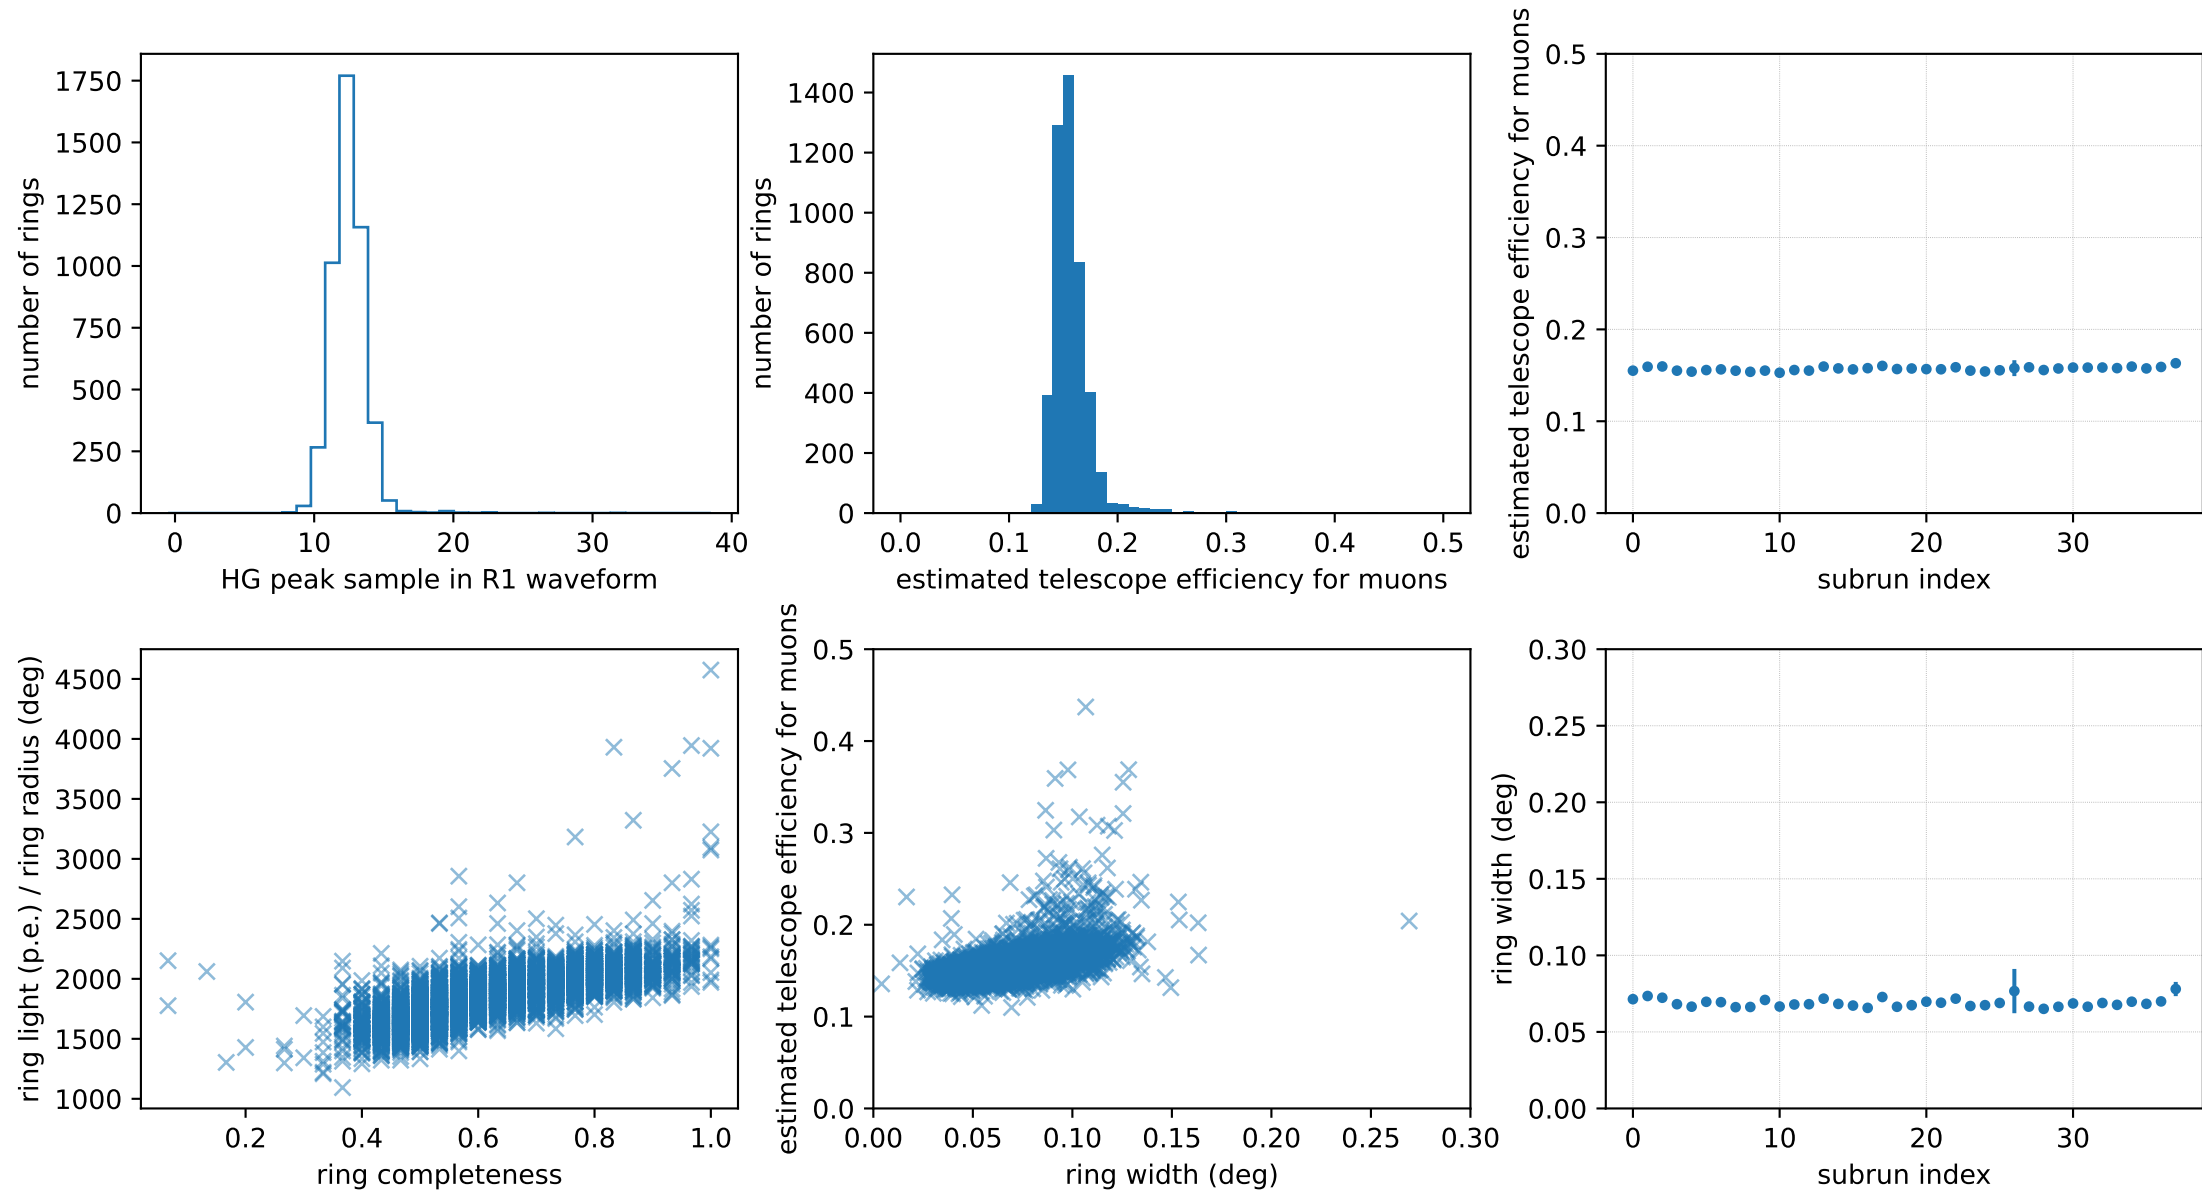 1750
1500
1250
1000
750
500
250
0
number of rings
0 10 20 30 40
HG peak sample in R1 waveform
1400
1200
1000
800
600
400
200
0
number of rings
0.0 0.1 0.2 0.3 0.4 0.5
estimated telescope efficiency for muons
0.5
0.4
0.3
0.2
0.1
0.0
estimated telescope efficiency for muons
0 10 20 30
subrun index
4500
4000
3500
3000
2500
2000
1500
1000
ring light (p.e.) / ring radius (deg)
0.2 0.4 0.6 0.8 1.0
ring completeness
0.5
0.4
0.3
0.2
0.1
0.0
estimated telescope efficiency for muons
0.00 0.05 0.10 0.15 0.20 0.25 0.30
ring width (deg)
0.30
0.25
0.20
0.15
0.10
0.05
0.00
ring width (deg)
0 10 20 30
subrun index